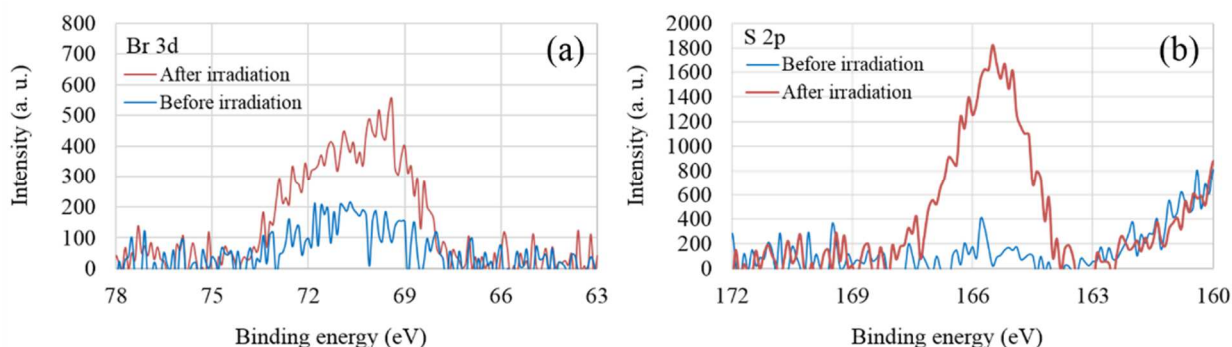 Br 3d
(a)
After irradiation
Before irradiation
Intensity (a. u.)
800
700
600
500
400
300
200
100
0
78 75 72 69 66 63
Binding energy (eV)
S 2p
(b)
Before irradiation
After irradiation
Intensity (a. u.)
2000
1800
1600
1400
1200
1000
800
600
400
200
0
172 169 166 163 160
Binding energy (eV)